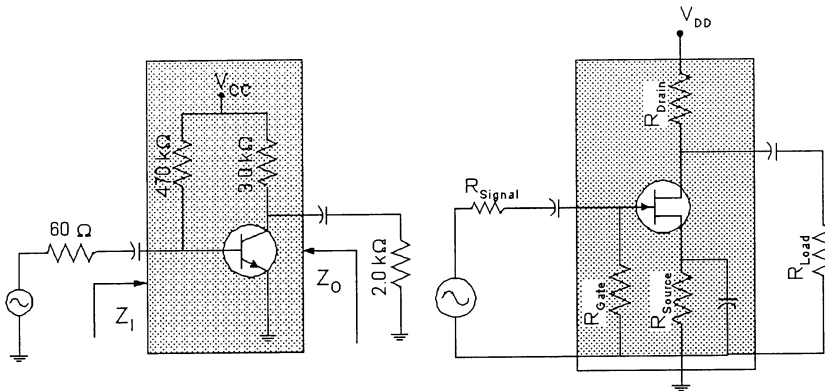 V_CC
470 kΩ
3.0 kΩ
60 Ω
Z_I
Z_O
2.0 kΩ
V_DD
R_Drain
R_Signal
R_Gate
R_Source
R_Load